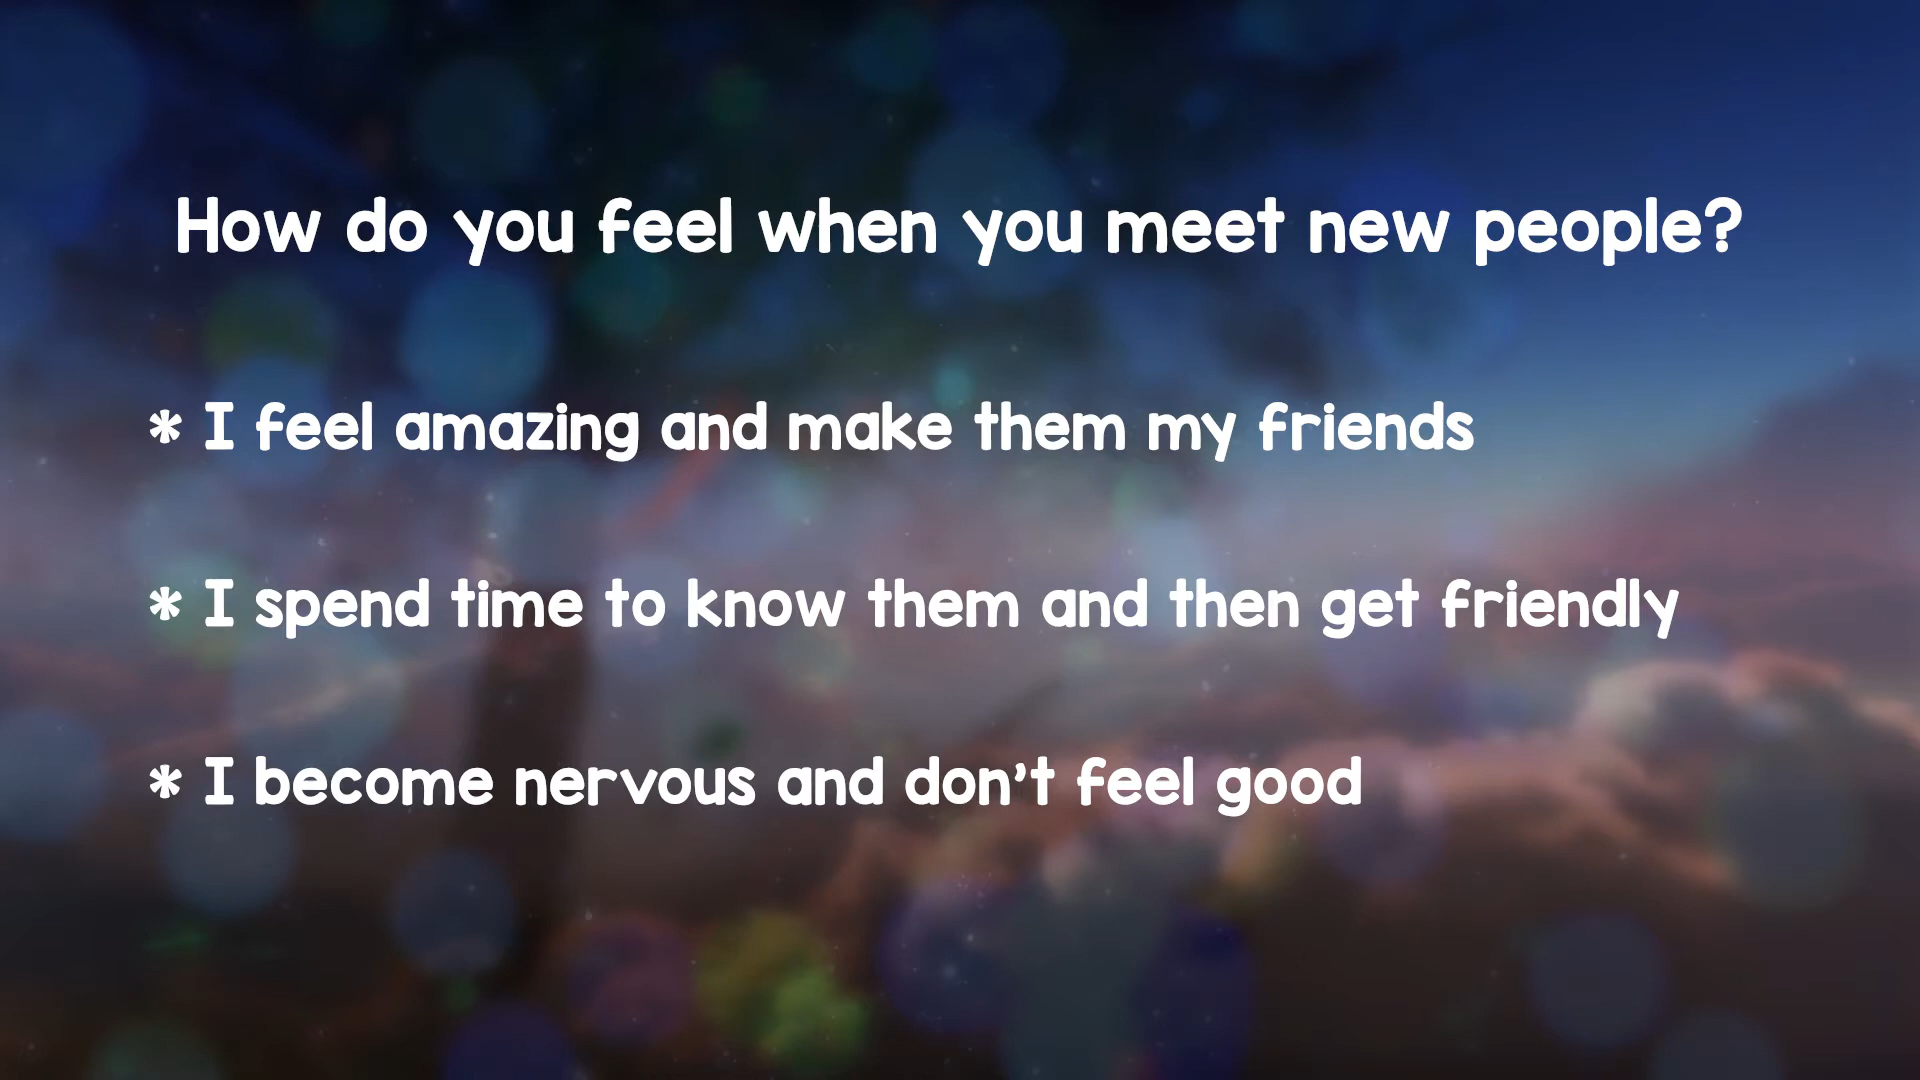 How do you feel when you meet new people?
* I feel amazing and make them my friends
* I spend time to know them and then get friendly
* I become nervous and don't feel good